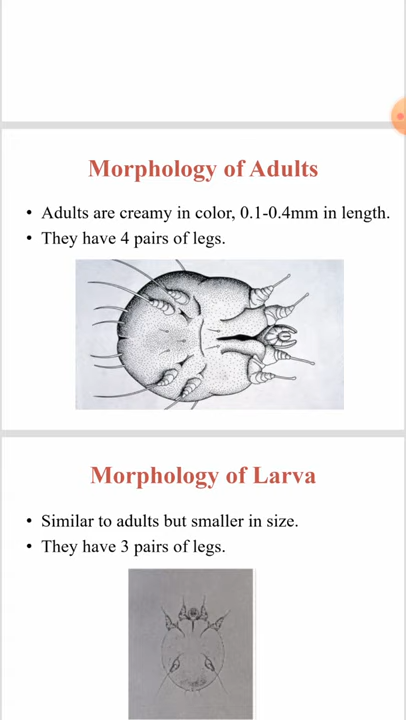 Morphology of Adults
• Adults are creamy in color, 0.1-0.4mm in length.
• They have 4 pairs of legs.
Morphology of Larva
• Similar to adults but smaller in size.
• They have 3 pairs of legs.